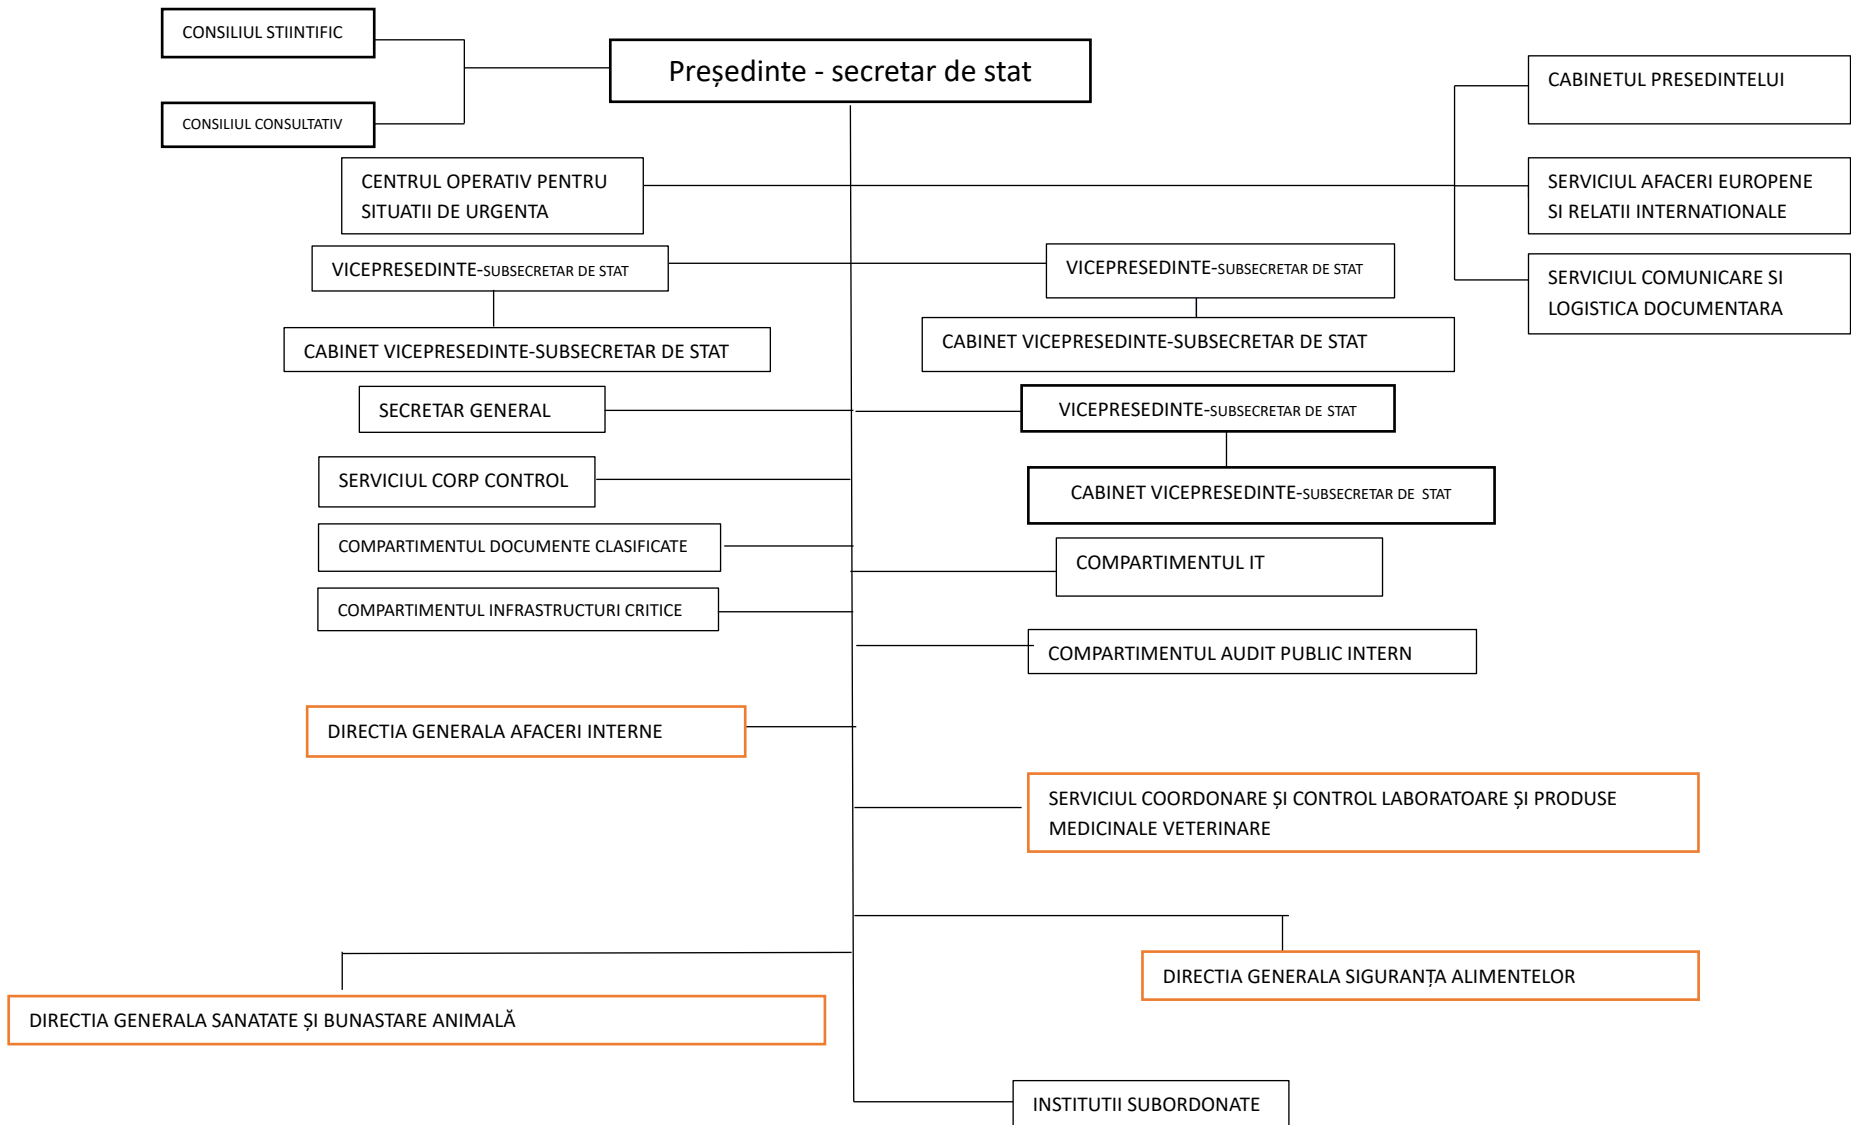 CONSILIUL STIINTIFIC
Președinte - secretar de stat
CABINETUL PRESEDINTELUI
CONSILIUL CONSULTATIV
CENTRUL OPERATIV PENTRU
SITUATII DE URGENTA
SERVICIUL AFACERI EUROPENE
SI RELATII INTERNATIONALE
VICEPRESEDINTE-SUBSECRETAR DE STAT
VICEPRESEDINTE-SUBSECRETAR DE STAT
SERVICIUL COMUNICARE SI
LOGISTICA DOCUMENTARA
CABINET VICEPRESEDINTE-SUBSECRETAR DE STAT
CABINET VICEPRESEDINTE-SUBSECRETAR DE STAT
SECRETAR GENERAL
VICEPRESEDINTE-SUBSECRETAR DE STAT
SERVICIUL CORP CONTROL
CABINET VICEPRESEDINTE-SUBSECRETAR DE STAT
COMPARTIMENTUL DOCUMENTE CLASIFICATE
COMPARTIMENTUL IT
COMPARTIMENTUL INFRASTRUCTURI CRITICE
COMPARTIMENTUL AUDIT PUBLIC INTERN
DIRECTIA GENERALA AFACERI INTERNE
SERVICIUL COORDONARE ȘI CONTROL LABORATOARE ȘI PRODUSE
MEDICINALE VETERINARE
DIRECTIA GENERALA SIGURANȚA ALIMENTELOR
DIRECTIA GENERALA SANATATE ȘI BUNASTARE ANIMALĂ
INSTITUTII SUBORDONATE